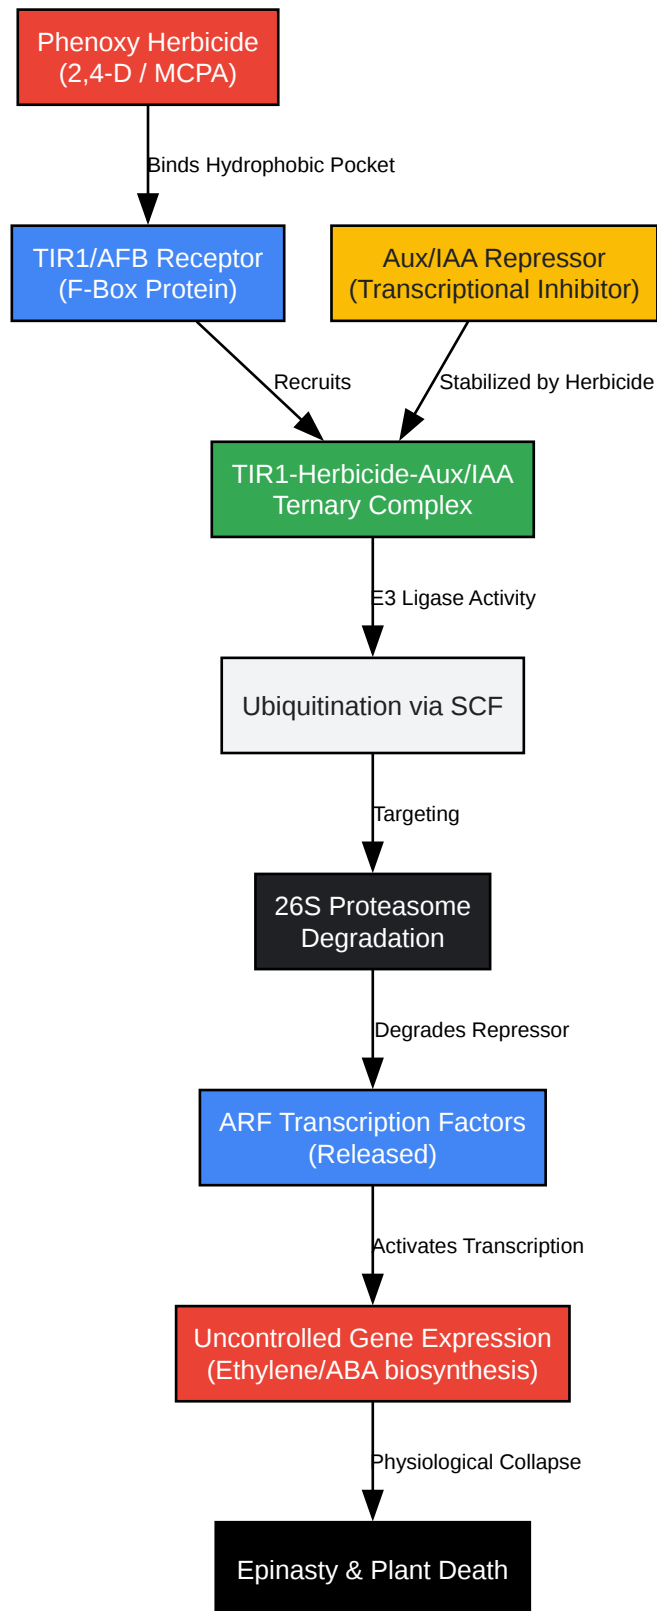 Phenoxy Herbicide
(2,4-D / MCPA)
Binds Hydrophobic Pocket
TIR1/AFB Receptor
(F-Box Protein)
Aux/IAA Repressor
(Transcriptional Inhibitor)
Recruits
Stabilized by Herbicide
TIR1-Herbicide-Aux/IAA
Ternary Complex
E3 Ligase Activity
Ubiquitination via SCF
Targeting
26S Proteasome
Degradation
Degrades Repressor
ARF Transcription Factors
(Released)
Activates Transcription
Uncontrolled Gene Expression
(Ethylene/ABA biosynthesis)
Physiological Collapse
Epinasty & Plant Death